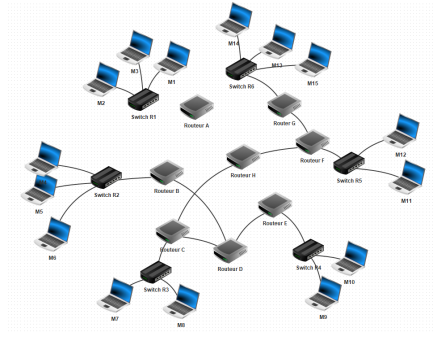 M14
M3
M13
M1
M15
Switch R6
M2
Switch R1
Routeur A
Routeur G
M12
Routeur F
Routeur H
Switch R5
Routeur B
M11
M5
Switch R2
Routeur E
M6
Routeur C
Routeur D
Switch R4
M10
Switch R3
M7
M8
M9